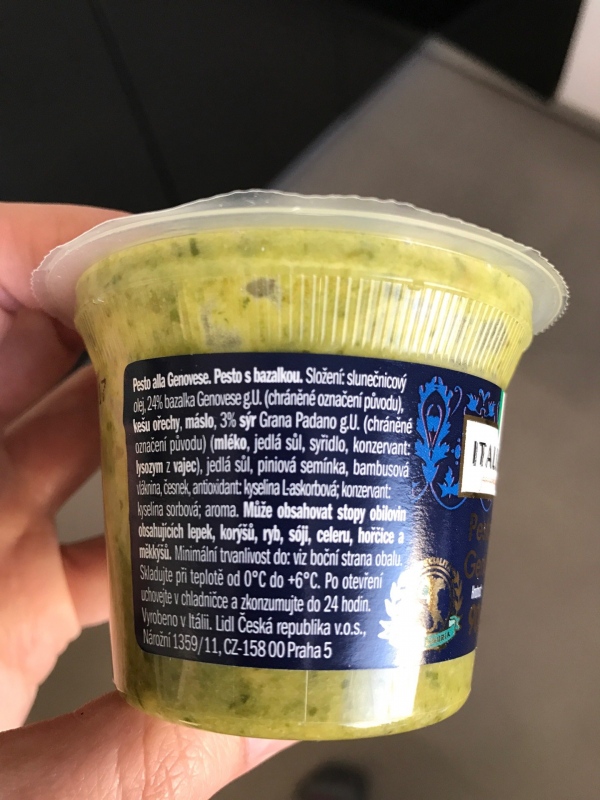 Pesto alla Genovese. Pesto s bazalkou. Složení: slunečnicový
olej, 24% bazalka Genovese g.U. (chráněné označení původu),
kešu ořechy, máslo, 3% sýr Grana Padano g.U. (chráněné
označení původu) (mléko, jedlá sůl, syřidlo, konzervant:
lysozym z vajec), jedlá sůl, piniová semínka, bambusová
vláknina, česnek, antioxidant: kyselina L-askorbová; konzervant:
kyselina sorbová; aroma. Může obsahovat stopy obilovin
obsahujících lepek, korýšů, ryb, sóji, celeru, hořčice a
měkkýšů. Minimální trvanlivost do: viz boční strana obalu.
Skladujte při teplotě od 0°C do +6°C. Po otevření
uchovejte v chladničce a zkonzumujte do 24 hodin.
Vyrobeno v Itálii. Lidl Česká republika v.o.s.,
Nárožní 1359/11, CZ-158 00 Praha 5
ITAL
Pes
Ge